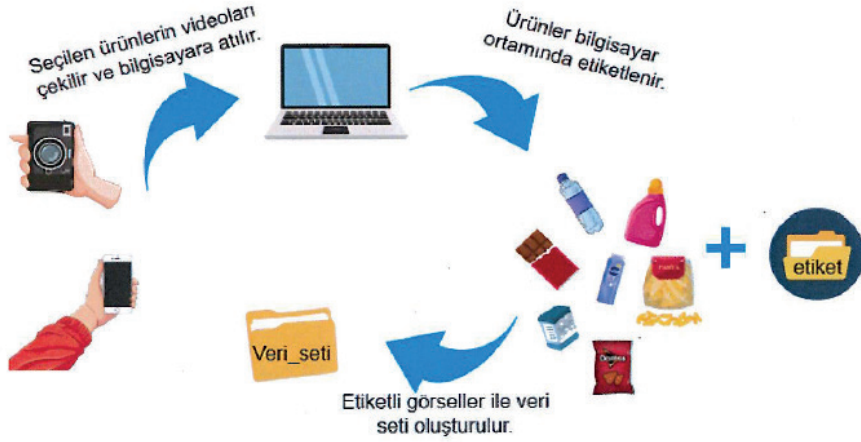 Seçilen ürünlerin videoları
çekilir ve bilgisayara atılır.
Ürünler bilgisayar
ortamında etiketlenir.
etiket
Veri_seti
Doritos
Etiketli görseller ile veri
seti oluşturulur.